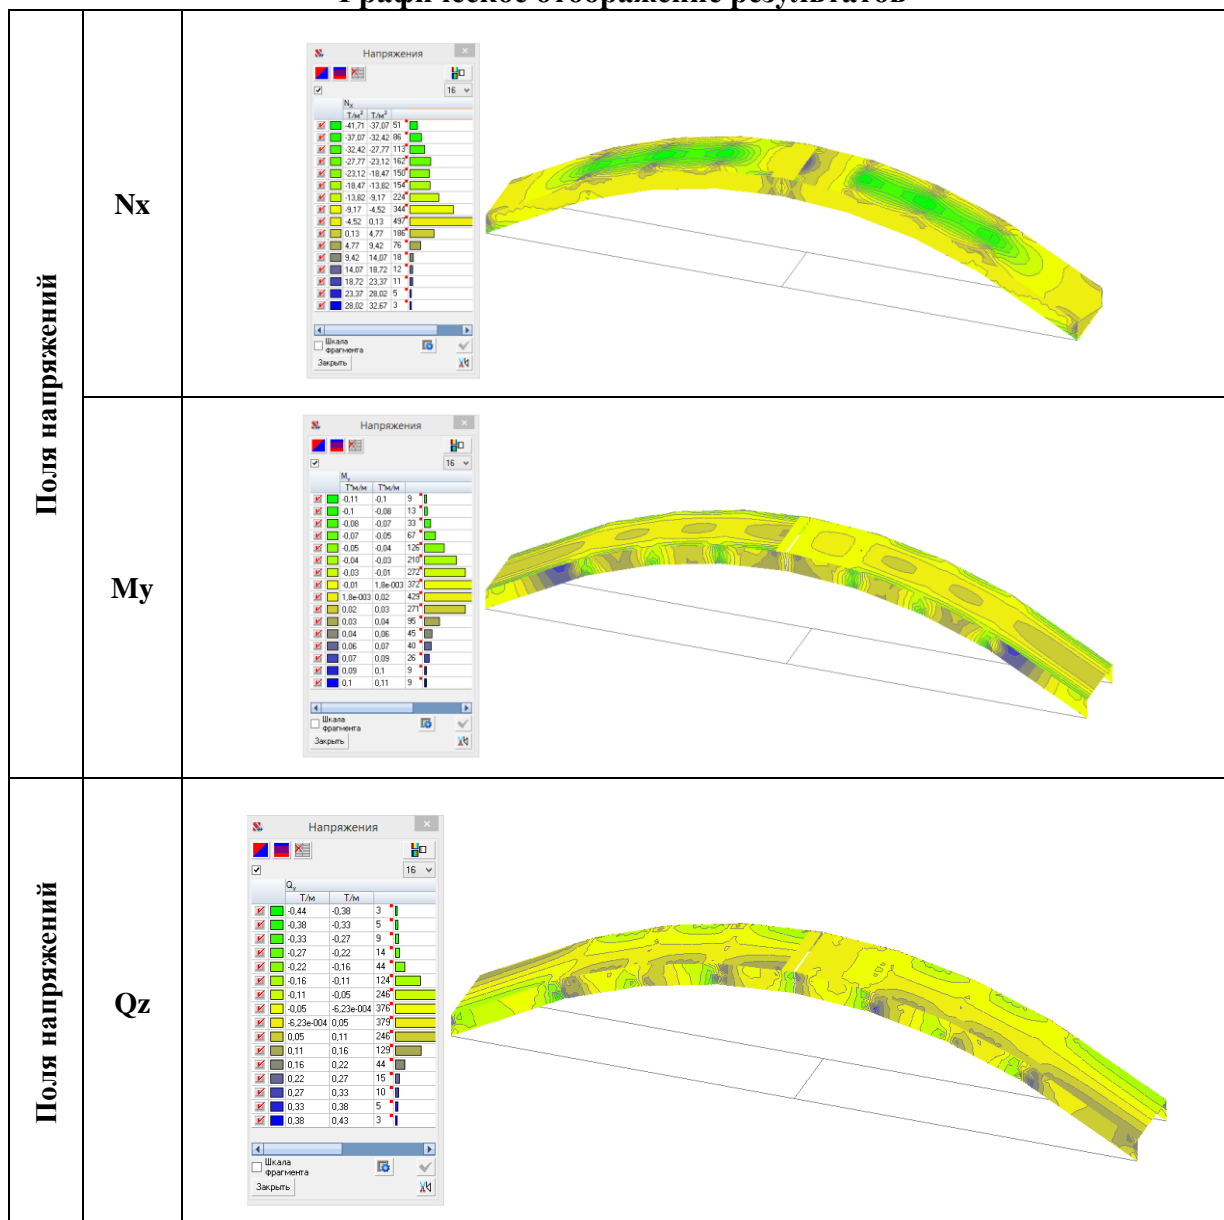 Графическое отображение результатов
Поля напряжений
Nx
Напряжения
16
Nx
Т/м² Т/м²
-41,71 -37,07 51
-37,07 -32,42 86
-32,42 -27,77 113
-27,77 -23,12 162
-23,12 -18,47 150
-18,47 -13,82 154
-13,82 -9,17 224
-9,17 -4,52 344
-4,52 0,13 497
0,13 4,77 186
4,77 9,42 76
9,42 14,07 18
14,07 18,72 12
18,72 23,37 11
23,37 28,02 5
28,02 32,67 3
Шкала
фрагмента
Закрыть
My
Напряжения
16
My
Т*м/м Т*м/м
-0,11 -0,1 9
-0,1 -0,08 13
-0,08 -0,07 33
-0,07 -0,05 67
-0,05 -0,04 126
-0,04 -0,03 210
-0,03 -0,01 272
-0,01 1,8e-003 372
1,8e-003 0,02 429
0,02 0,03 271
0,03 0,04 95
0,04 0,06 45
0,06 0,07 40
0,07 0,09 26
0,09 0,1 9
0,1 0,11 9
Шкала
фрагмента
Закрыть
Поля напряжений
Qz
Напряжения
16
Qy
Т/м Т/м
-0,44 -0,38 3
-0,38 -0,33 5
-0,33 -0,27 9
-0,27 -0,22 14
-0,22 -0,16 44
-0,16 -0,11 124
-0,11 -0,05 246
-0,05 -6,23e-004 376
-6,23e-004 0,05 379
0,05 0,11 246
0,11 0,16 129
0,16 0,22 44
0,22 0,27 15
0,27 0,33 10
0,33 0,38 5
0,38 0,43 3
Шкала
фрагмента
Закрыть